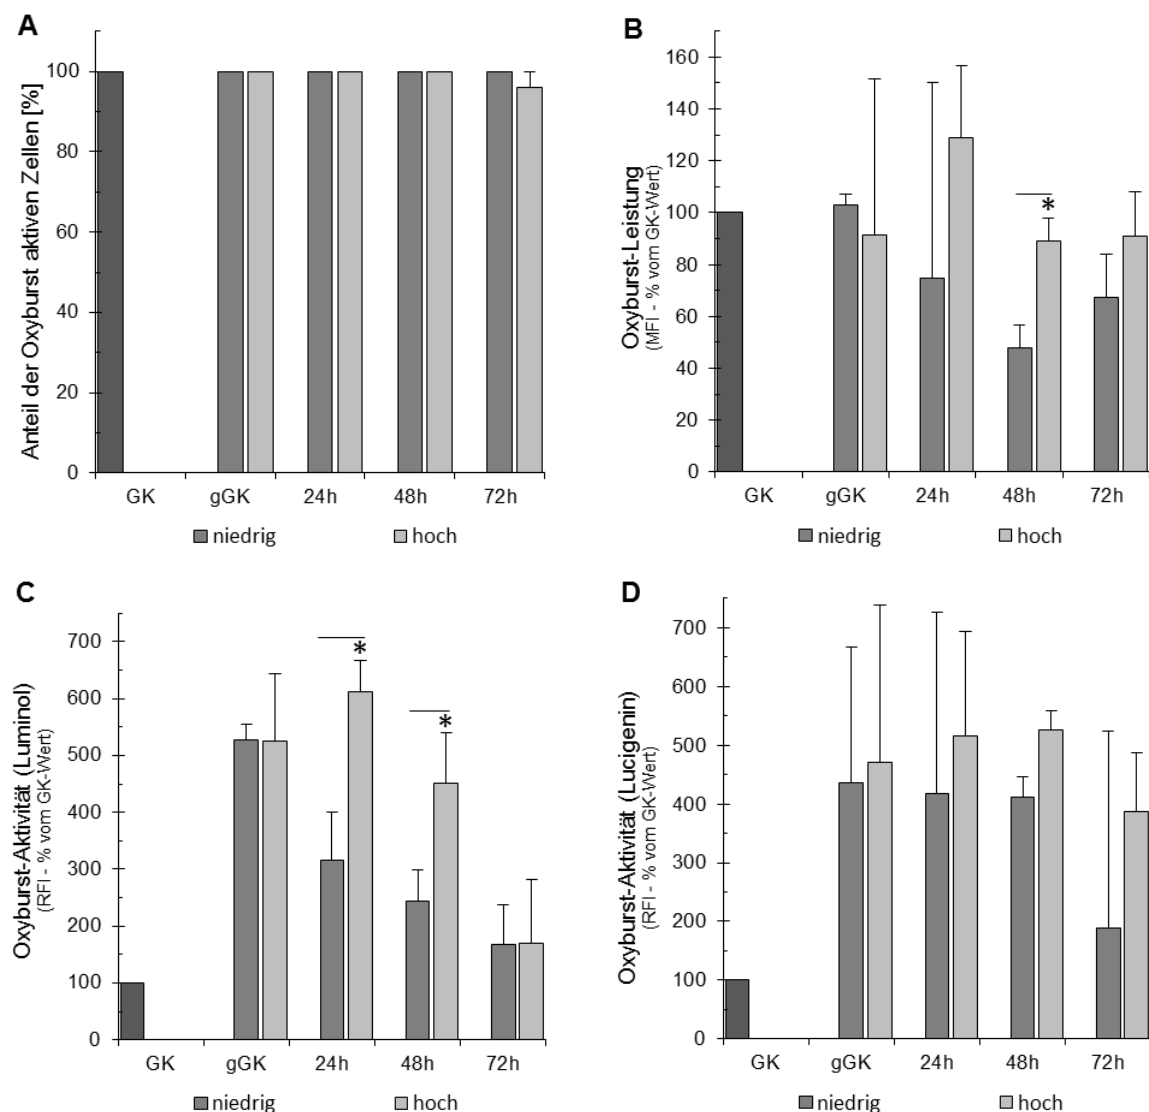 A
Anteil der Oxyburst aktiven Zellen [%]
100
80
60
40
20
0
GK gGK 24h 48h 72h
niedrig hoch
B
Oxyburst-Leistung
(MFI - % vom GK-Wert)
160
140
120
100
80
60
40
20
0
*
GK gGK 24h 48h 72h
niedrig hoch
C
Oxyburst-Aktivität (Luminol)
(RFI - % vom GK-Wert)
700
600
500
400
300
200
100
0
*
*
GK gGK 24h 48h 72h
niedrig hoch
D
Oxyburst-Aktivität (Lucigenin)
(RFI - % vom GK-Wert)
700
600
500
400
300
200
100
0
GK gGK 24h 48h 72h
niedrig hoch